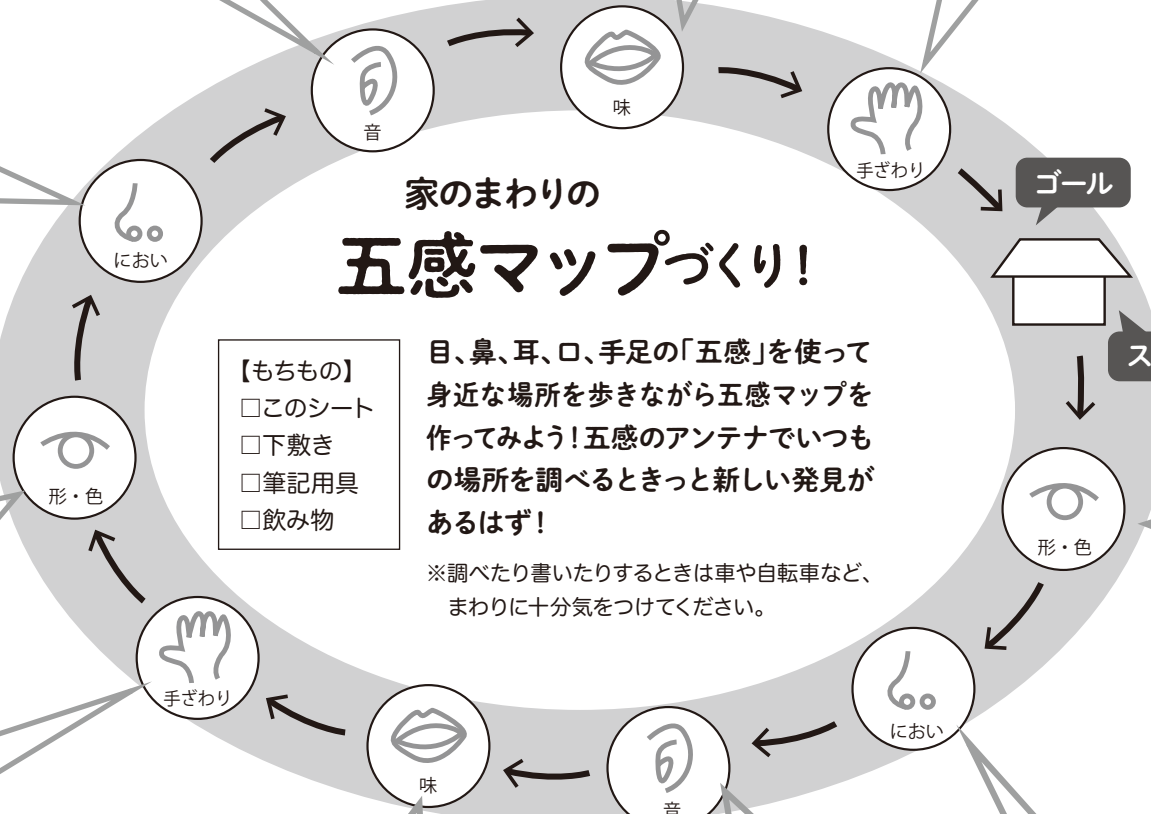 音
味
手ざわり
ゴール
におい
家のまわりの
五感マップづくり!
【もちもの】
□このシート
□下敷き
□筆記用具
□飲み物
目、鼻、耳、口、手足の「五感」を使って
身近な場所を歩きながら五感マップを
作ってみよう!五感のアンテナでいつも
の場所を調べるときっと新しい発見が
あるはず!
※調べたり書いたりするときは車や自転車など、
まわりに十分気をつけてください。
ス
形・色
形・色
手ざわり
におい
味
音